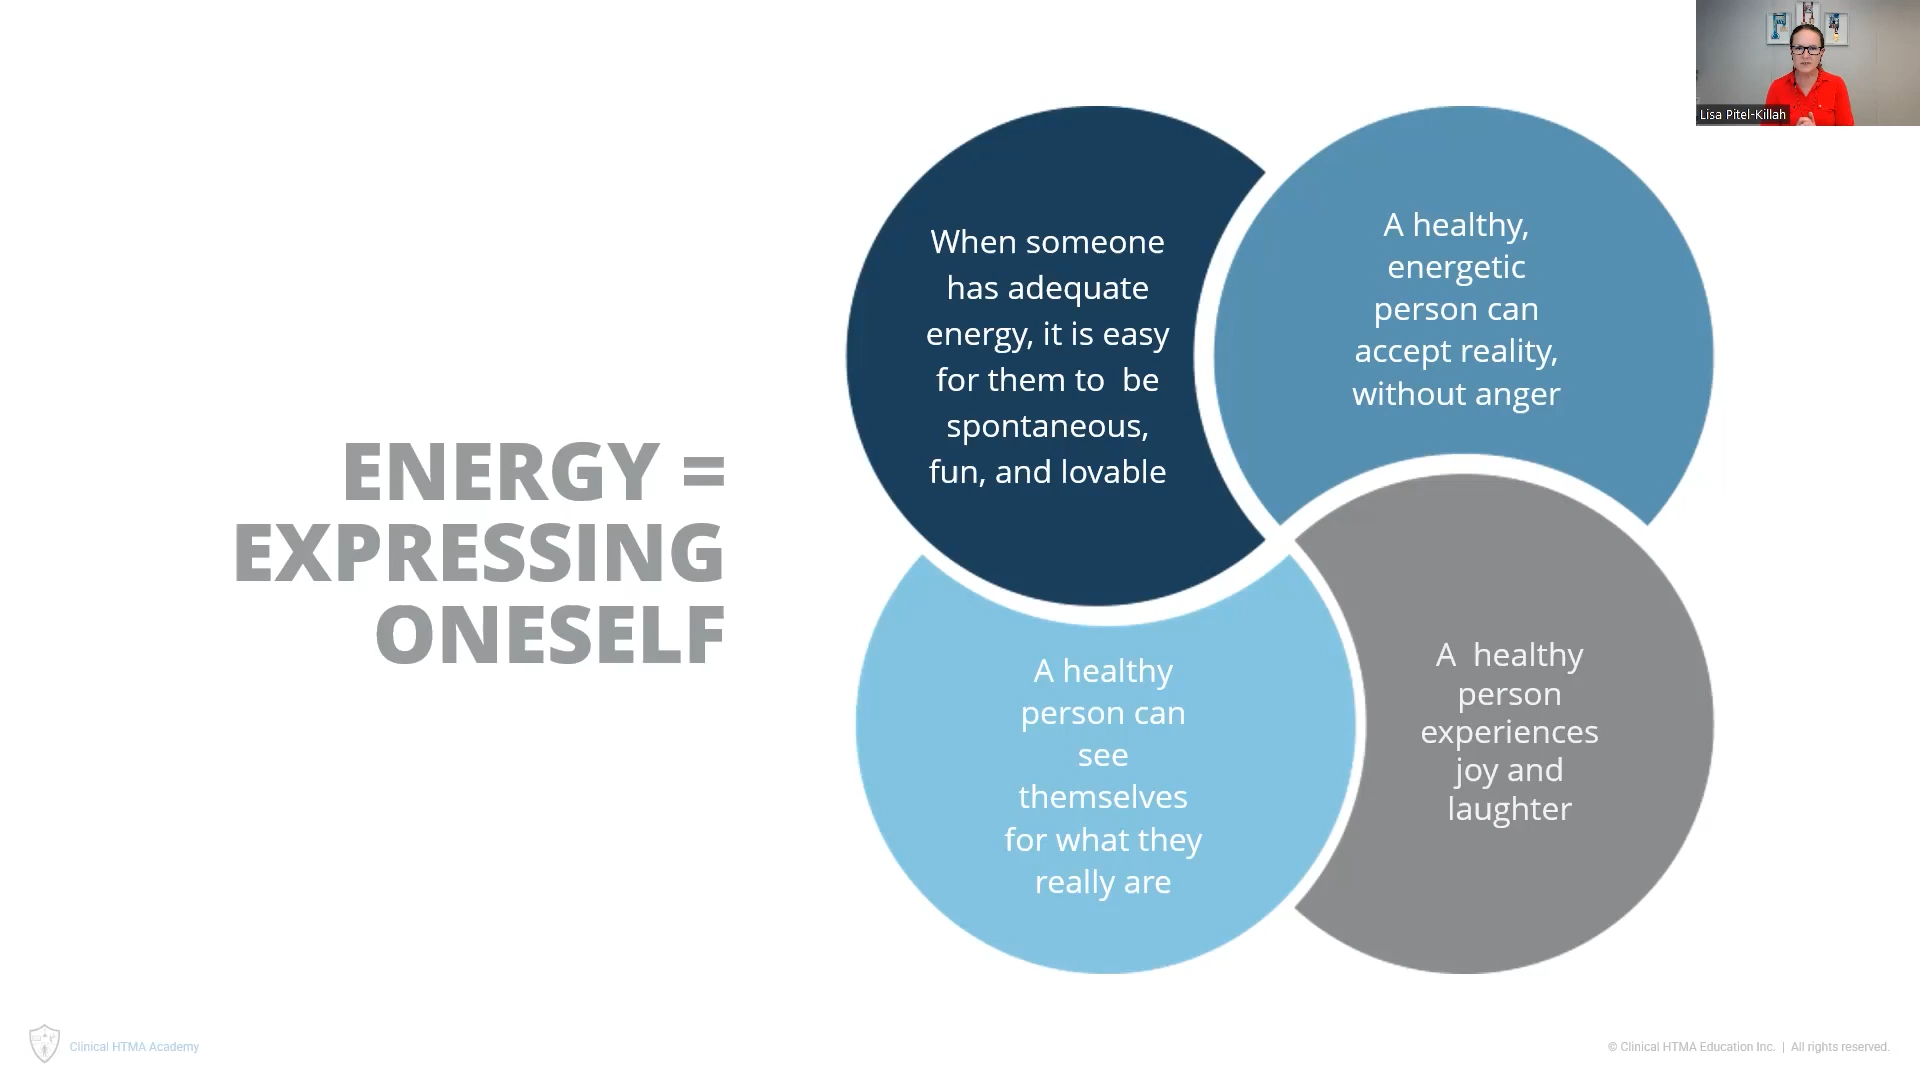 Lisa Pitel-Killah
ENERGY =
EXPRESSING
ONESELF
When someone
has adequate
energy, it is easy
for them to  be
spontaneous,
fun, and lovable
A healthy,
energetic
person can
accept reality,
without anger
A healthy
person can
see
themselves
for what they
really are
A  healthy
person
experiences
joy and
laughter
Clinical HTMA Academy
© Clinical HTMA Education Inc.  |  All rights reserved.